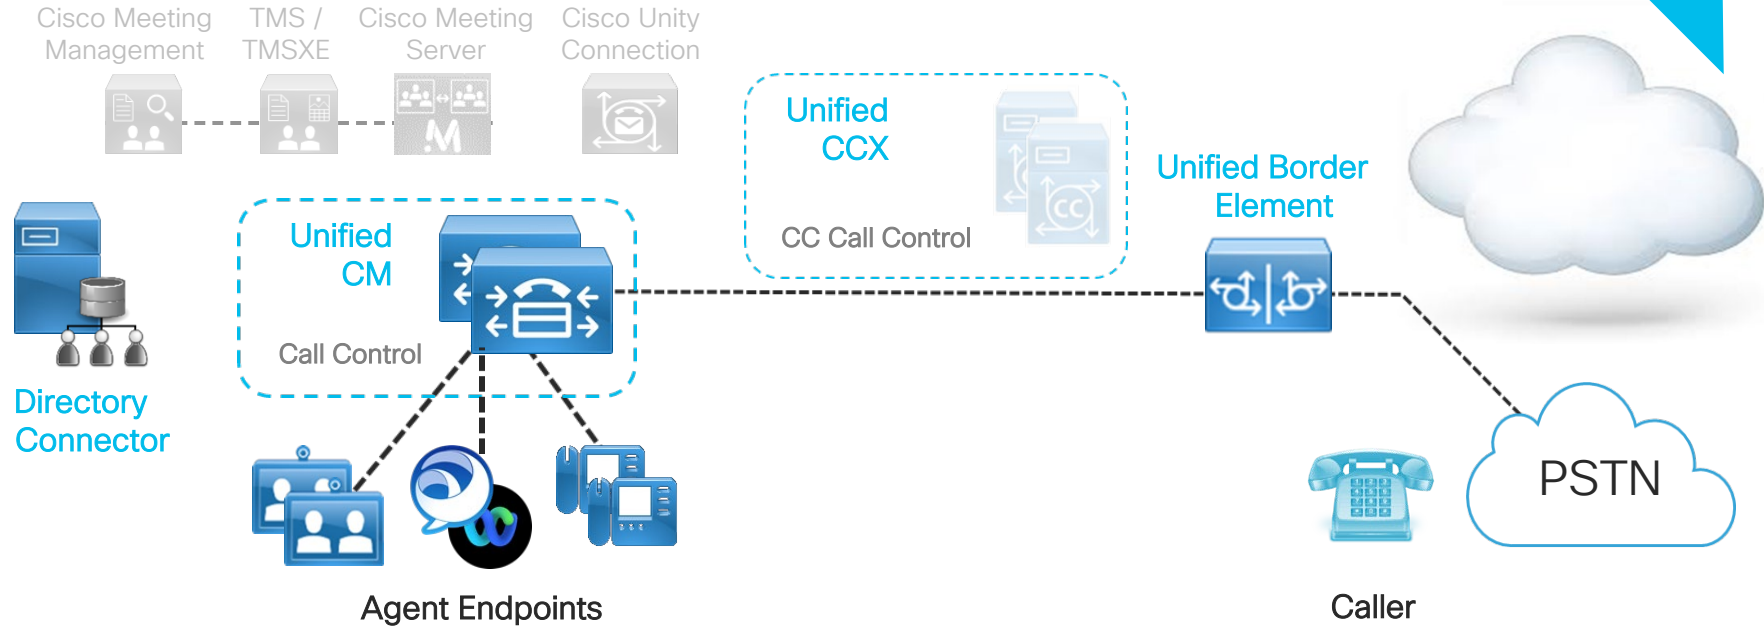 Cisco Meeting
Management
TMS /
TMSXE
Cisco Meeting
Server
Cisco Unity
Connection
M
Unified
CCX
CC
CC Call Control
Unified Border
Element
Unified
CM
Call Control
Directory
Connector
PSTN
Agent Endpoints
Caller